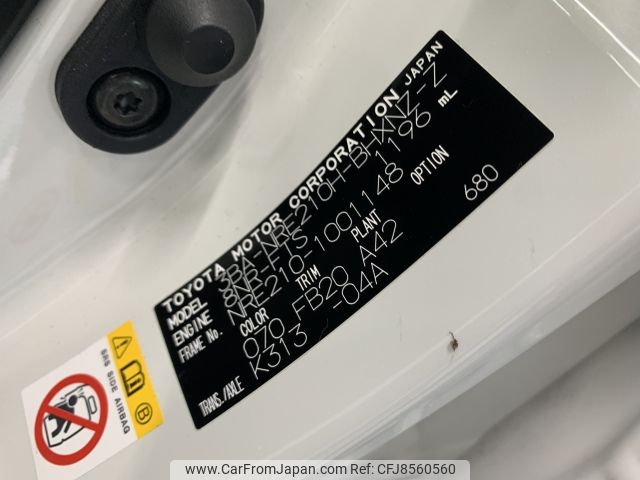 TOYOTA MOTOR CORPORATION JAPAN
MODEL 3BA-NRE210H-BHXNZ-Z
ENGINE 8NR-FTS 1196 mL
FRAME No. NRE210-1001148
COLOR TRIM PLANT OPTION
070 FB20 A42 680
TRANS./AXLE K313 -04A
SRS SIDE AIRBAG
B
www.CarFromJapan.com | © CarFromJapan | CFJ8560560